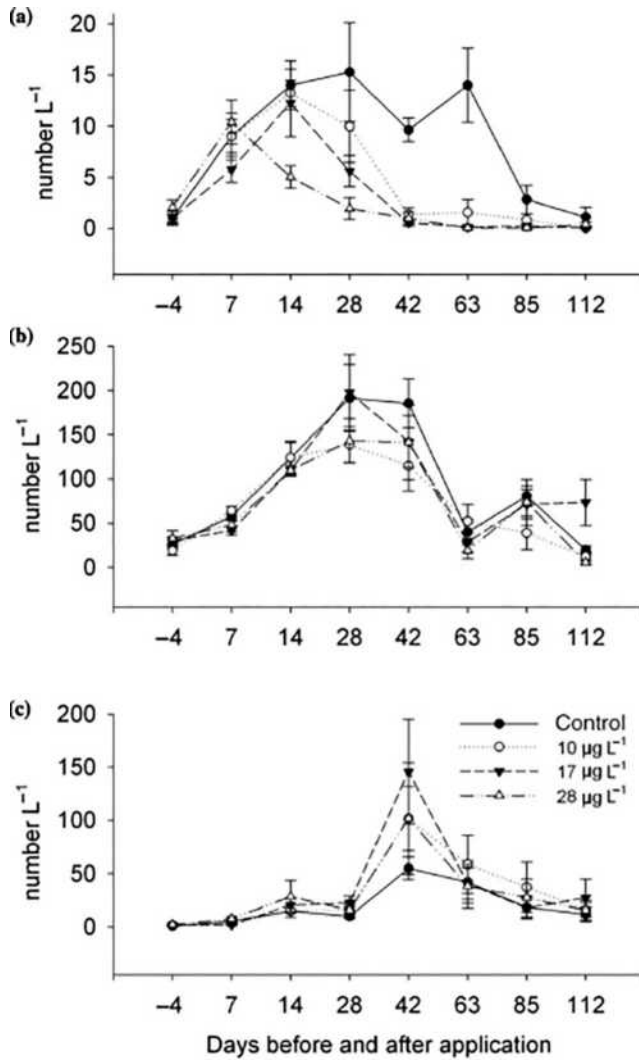 (a)
20
15
10
5
0
number L⁻¹
–4 7 14 28 42 63 85 112
(b)
250
200
150
100
50
0
number L⁻¹
–4 7 14 28 42 63 85 112
(c)
200
150
100
50
0
number L⁻¹
Control
10 µg L⁻¹
17 µg L⁻¹
28 µg L⁻¹
–4 7 14 28 42 63 85 112
Days before and after application